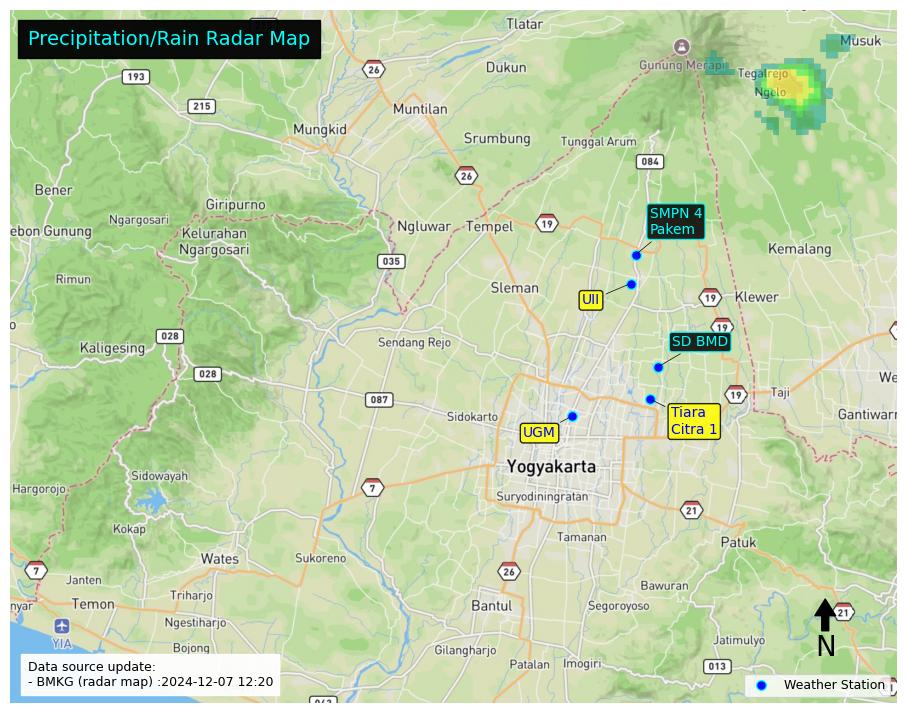 Precipitation/Rain Radar Map
Tlatar
Musuk
26
Gunung Merapi
193
Dukun
Tegalrejo
Ngelo
215
Muntilan
Mungkid
Srumbung
Tunggal Arum
084
26
Bener
Giripurno
Ngargosari
SMPN 4
Pakem
ebon Gunung
Kelurahan
Ngargosari
Ngluwar
Tempel
19
Kemalang
035
Rimun
Sleman
UII
19
Klewer
19
028
Kaligesing
Sendang Rejo
SD BMD
028
087
19
Taji
We
Sidokarto
Tiara
Citra 1
Gantiwarn
UGM
Yogyakarta
Sidowayah
Hargorojo
7
Suryodiningratan
21
Kokap
Tamanan
Patuk
Wates
Sukoreno
7
Janten
26
Bawuran
nyar
Temon
Triharjo
Bantul
Segoroyoso
21
Ngestiharjo
YIA
Bojong
Gilangharjo
Jatimulyo
N
Data source update:
- BMKG (radar map) :2024-12-07 12:20
Patalan
Imogiri
013
Weather Station